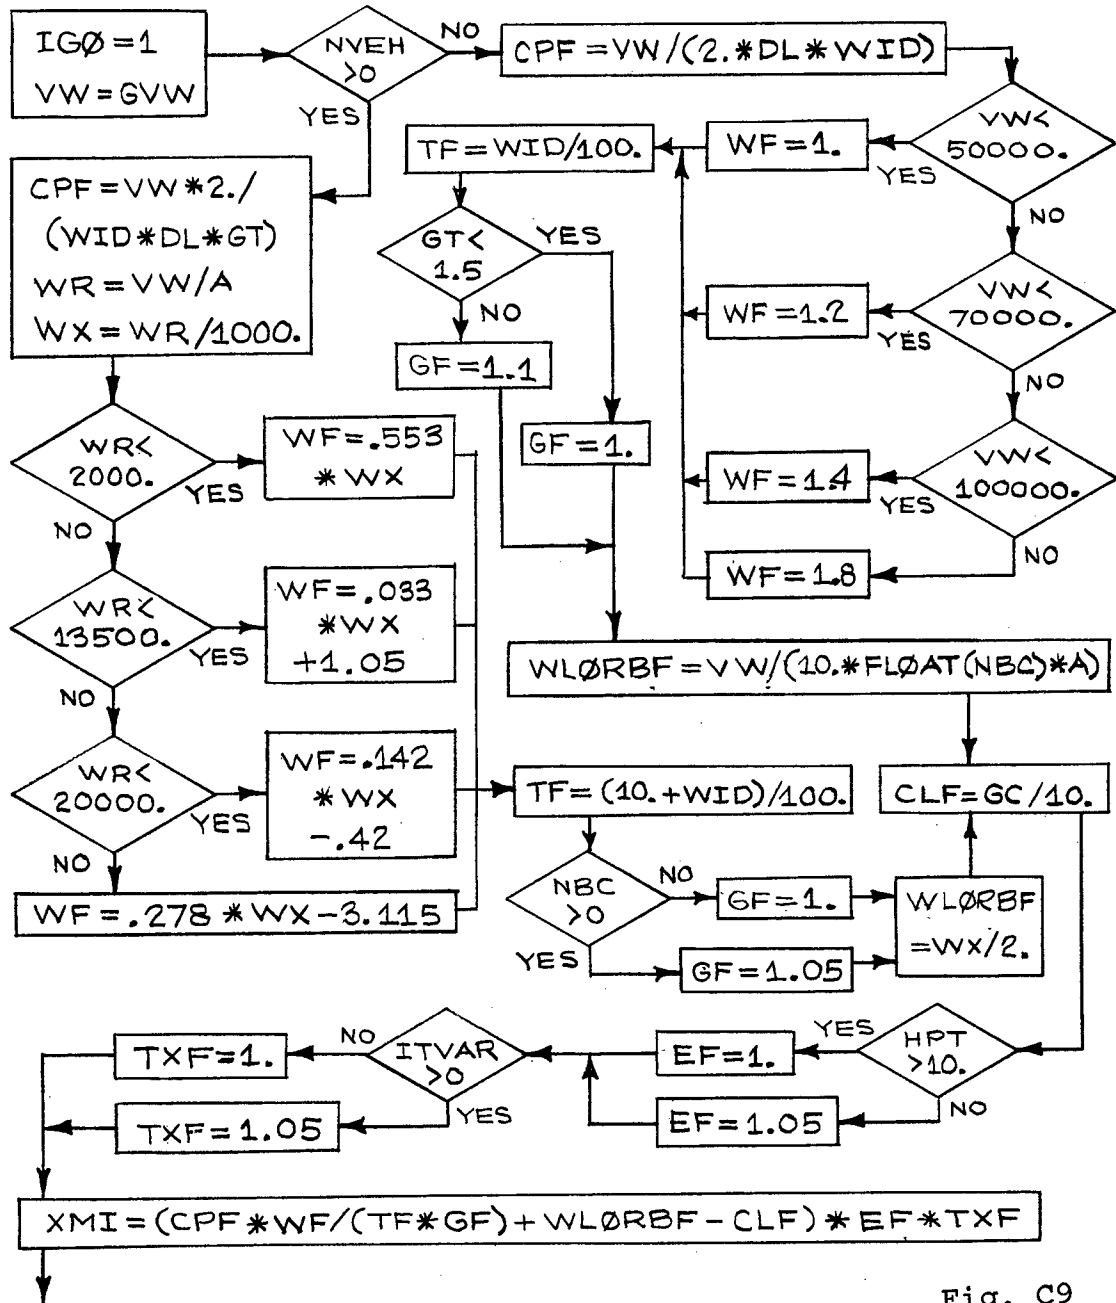 IGØ=1
VW=GVW
NVEH
>0
NO
YES
CPF=VW/(2.*DL*WID)
VW<
50000.
YES
NO
WF=1.
TF=WID/100.
GT<
1.5
YES
NO
GF=1.1
GF=1.
VW<
70000.
YES
NO
WF=1.2
VW<
100000.
YES
NO
WF=1.4
WF=1.8
CPF=VW*2./
(WID*DL*GT)
WR=VW/A
WX=WR/1000.
WR<
2000.
YES
NO
WF=.553
*WX
WR<
13500.
YES
NO
WF=.033
*WX
+1.05
WR<
20000.
YES
NO
WF=.142
*WX
-.42
WF=.278*WX-3.115
WLØRBF=VW/(10.*FLØAT(NBC)*A)
TF=(10.+WID)/100.
CLF=GC/10.
NBC
>0
NO
YES
GF=1.
GF=1.05
WLØRBF
=WX/2.
HPT
>10.
YES
NO
EF=1.
EF=1.05
ITVAR
>0
NO
YES
TXF=1.
TXF=1.05
XMI=(CPF*WF/(TF*GF)+WLØRBF-CLF)*EF*TXF
Fig. C9